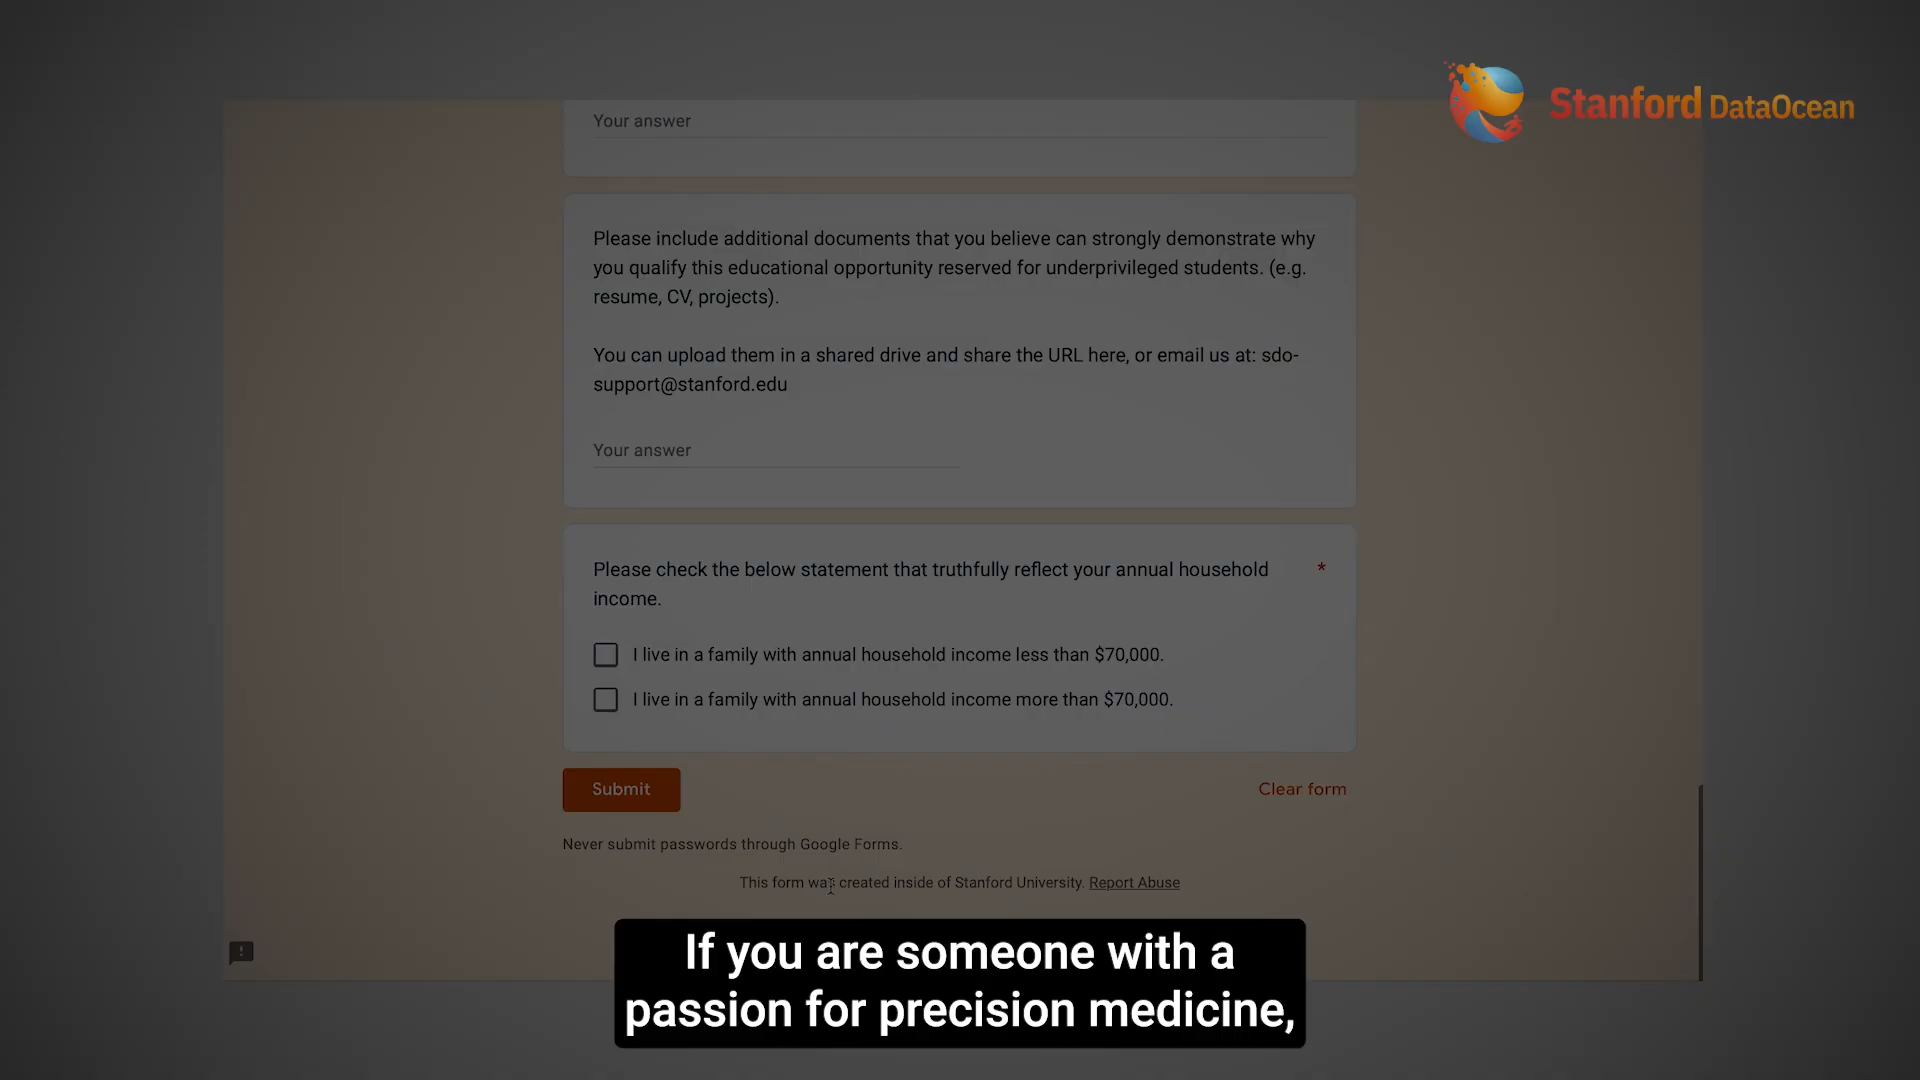 Stanford DataOcean
Your answer
Please include additional documents that you believe can strongly demonstrate why
you qualify this educational opportunity reserved for underprivileged students. (e.g.
resume, CV, projects).
You can upload them in a shared drive and share the URL here, or email us at: sdo-
support@stanford.edu
Your answer
Please check the below statement that truthfully reflect your annual household *
income.
I live in a family with annual household income less than $70,000.
I live in a family with annual household income more than $70,000.
Submit
Clear form
Never submit passwords through Google Forms.
This form was created inside of Stanford University. Report Abuse
If you are someone with a
passion for precision medicine,